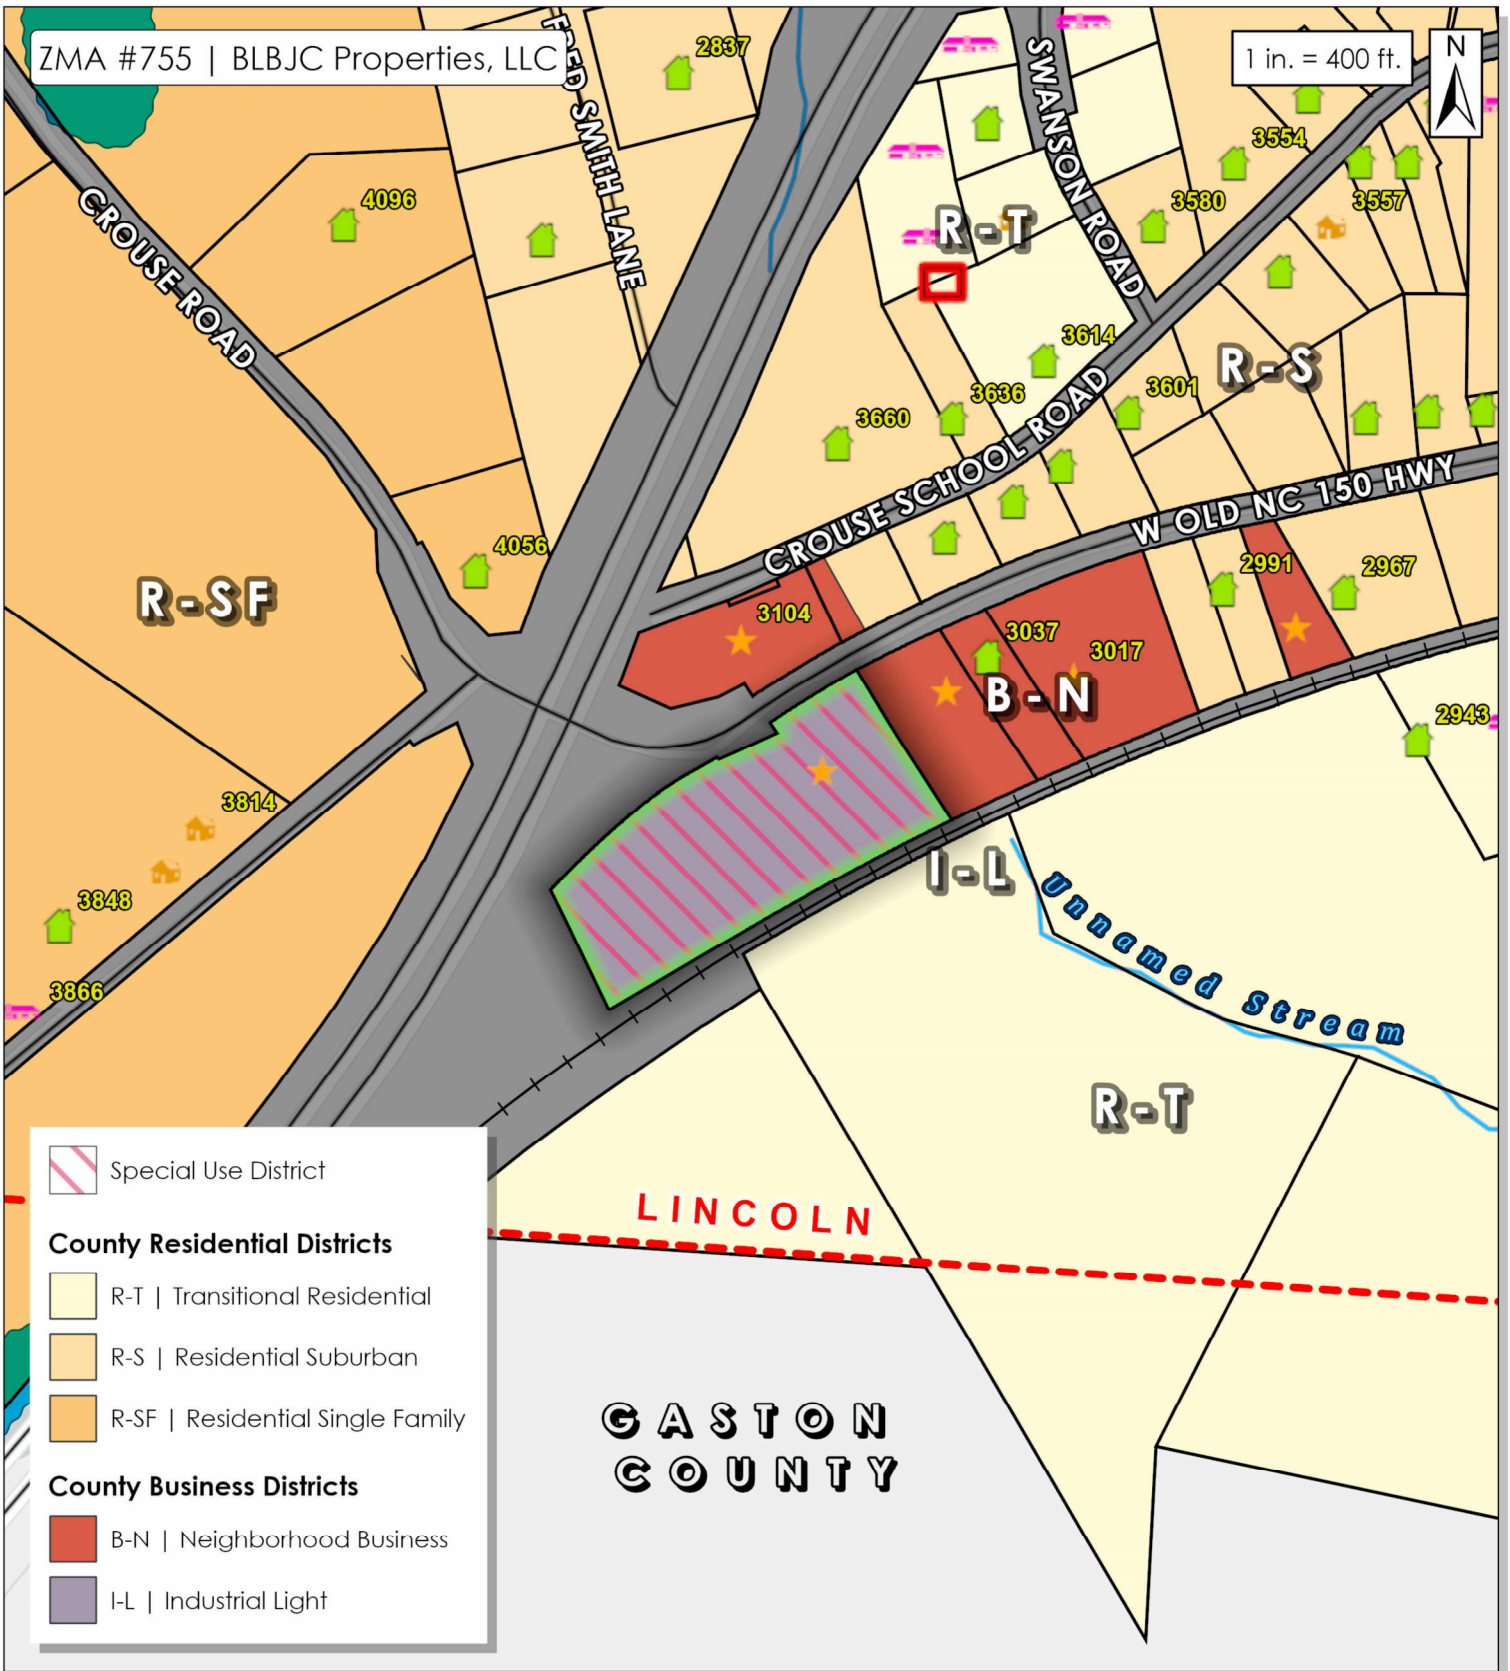 ZMA #755 | BLBJC Properties, LLC
1 in. = 400 ft.
N
FRED SMITH LANE
2837
SWANSON ROAD
3554
3580
3557
4096
CROUSE ROAD
R-T
3614
R-S
3601
3636
3660
CROUSE SCHOOL ROAD
W OLD NC 150 HWY
4056
R-SF
3104
2991
2967
3037
3017
B-N
2943
3814
I-L
3848
Unnamed Stream
3866
R-T
LINCOLN
GASTON
COUNTY
Special Use District
County Residential Districts
R-T | Transitional Residential
R-S | Residential Suburban
R-SF | Residential Single Family
County Business Districts
B-N | Neighborhood Business
I-L | Industrial Light